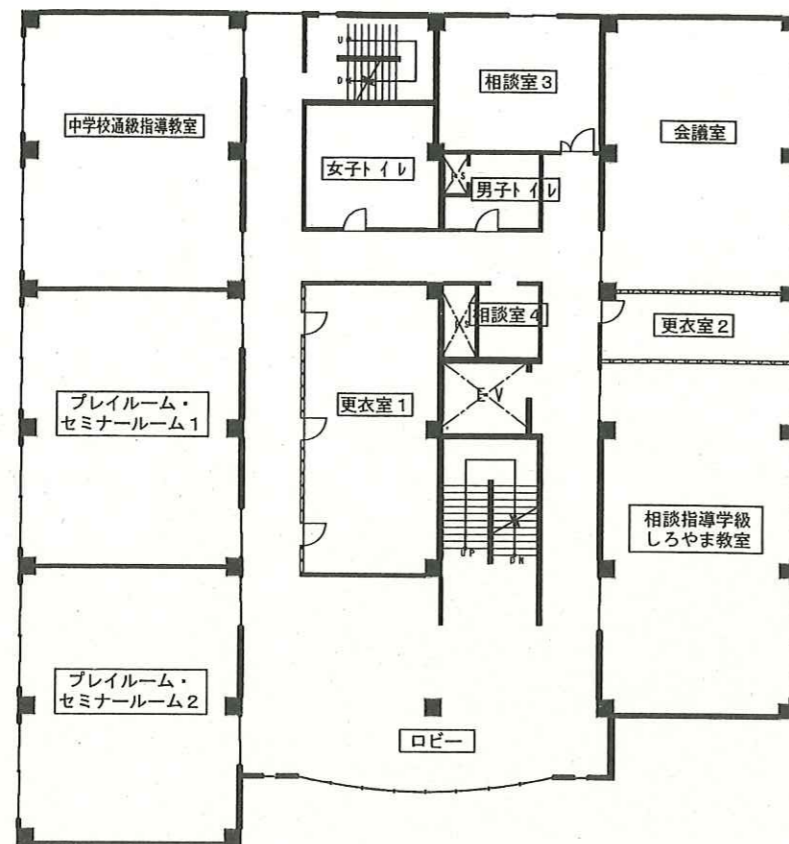 U
D
中学校通級指導教室
相談室3
会議室
女子トイレ
PS
男子トイレ
相談室4
更衣室2
プレイルーム・
セミナールーム1
更衣室1
E-V
相談指導学級
しろやま教室
UP
DN
プレイルーム・
セミナールーム2
ロビー